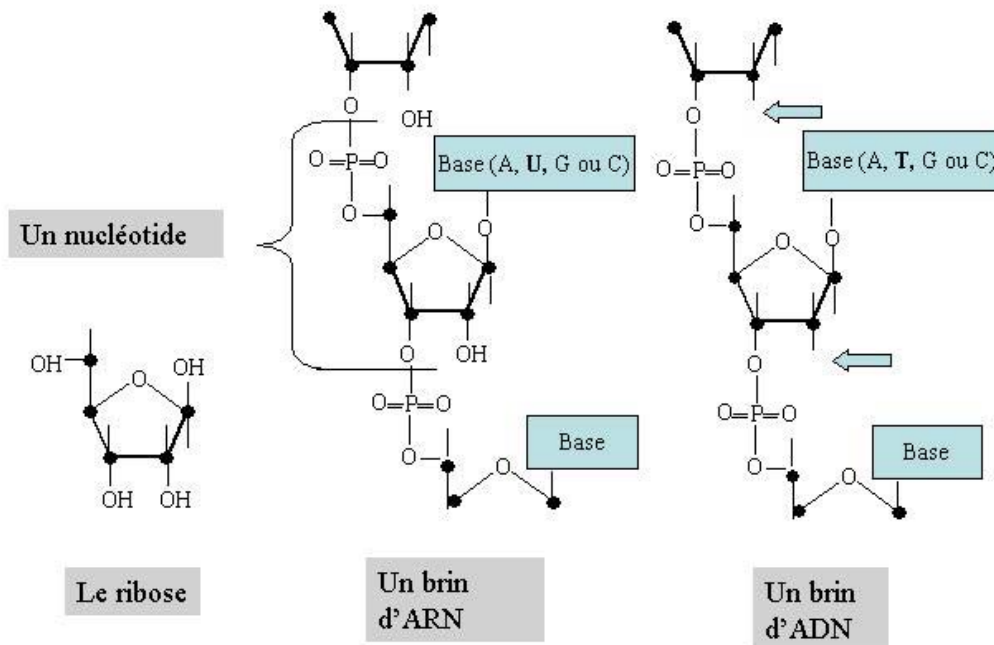 O
OH
O=P=O
O
Base (A, U, G ou C)
O
O
O
OH
O=P=O
O
O
Base
Un nucléotide
OH
O
OH
OH
OH
Le ribose
Un brin
d'ARN
O
O=P=O
O
Base (A, T, G ou C)
O
O
O
O=P=O
O
O
Base
Un brin
d'ADN